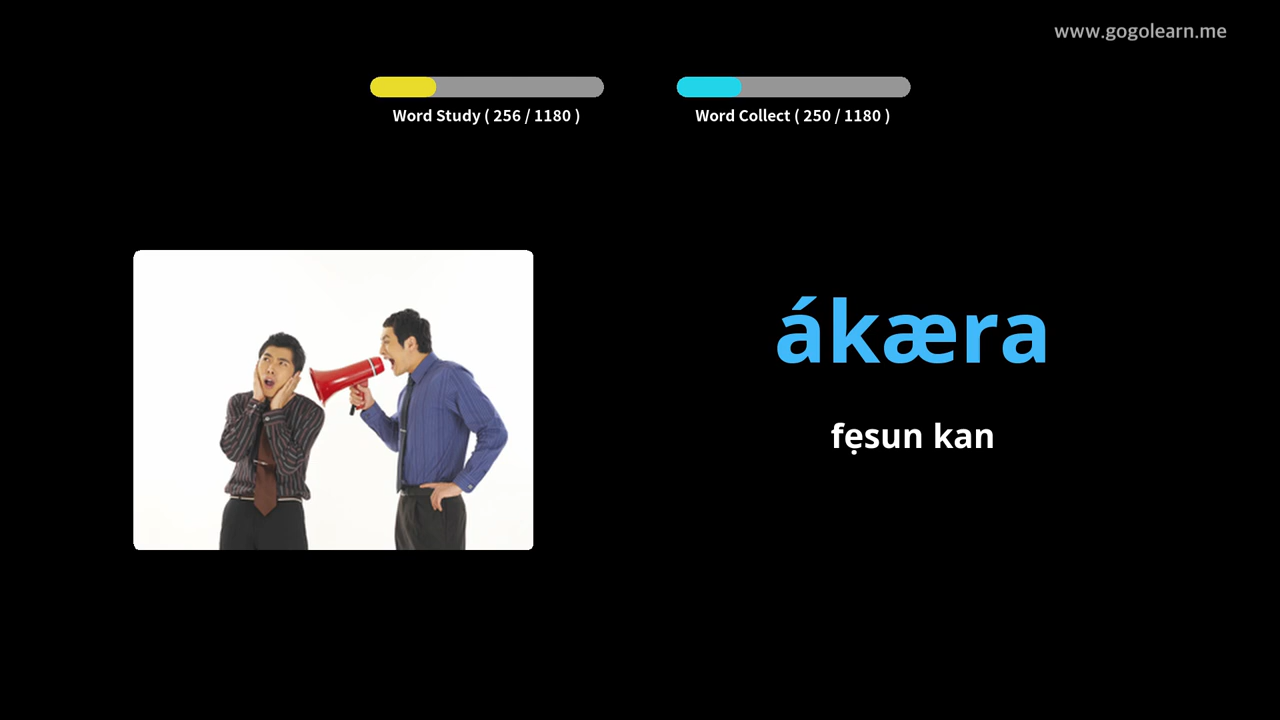 www.gogolearn.me
Word Study ( 256 / 1180 )
Word Collect ( 250 / 1180 )
ákæra
fẹsun kan